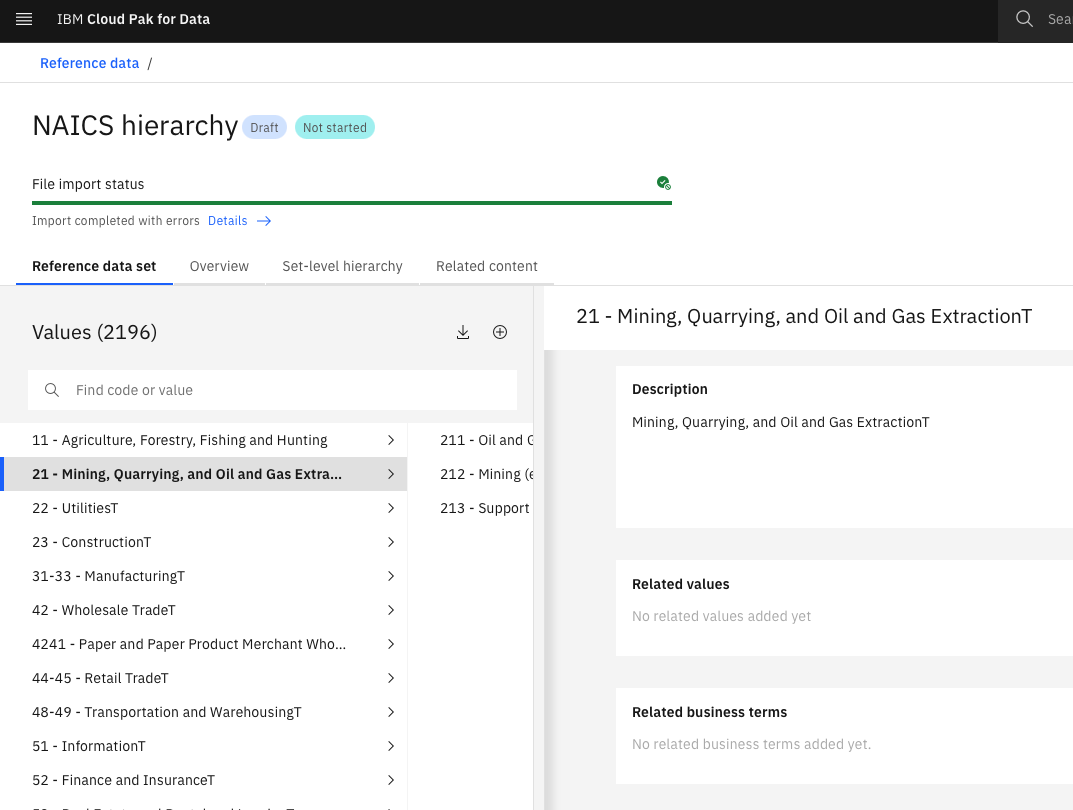 IBM Cloud Pak for Data
Sea
Reference data /
NAICS hierarchy Draft Not started
File import status
Import completed with errors Details
Reference data set Overview Set-level hierarchy Related content
Values (2196)
Find code or value
11 - Agriculture, Forestry, Fishing and Hunting
21 - Mining, Quarrying, and Oil and Gas Extra...
22 - UtilitiesT
23 - ConstructionT
31-33 - ManufacturingT
42 - Wholesale TradeT
4241 - Paper and Paper Product Merchant Who...
44-45 - Retail TradeT
48-49 - Transportation and WarehousingT
51 - InformationT
52 - Finance and InsuranceT
211 - Oil and G
212 - Mining (e
213 - Support
21 - Mining, Quarrying, and Oil and Gas ExtractionT
Description
Mining, Quarrying, and Oil and Gas ExtractionT
Related values
No related values added yet
Related business terms
No related business terms added yet.